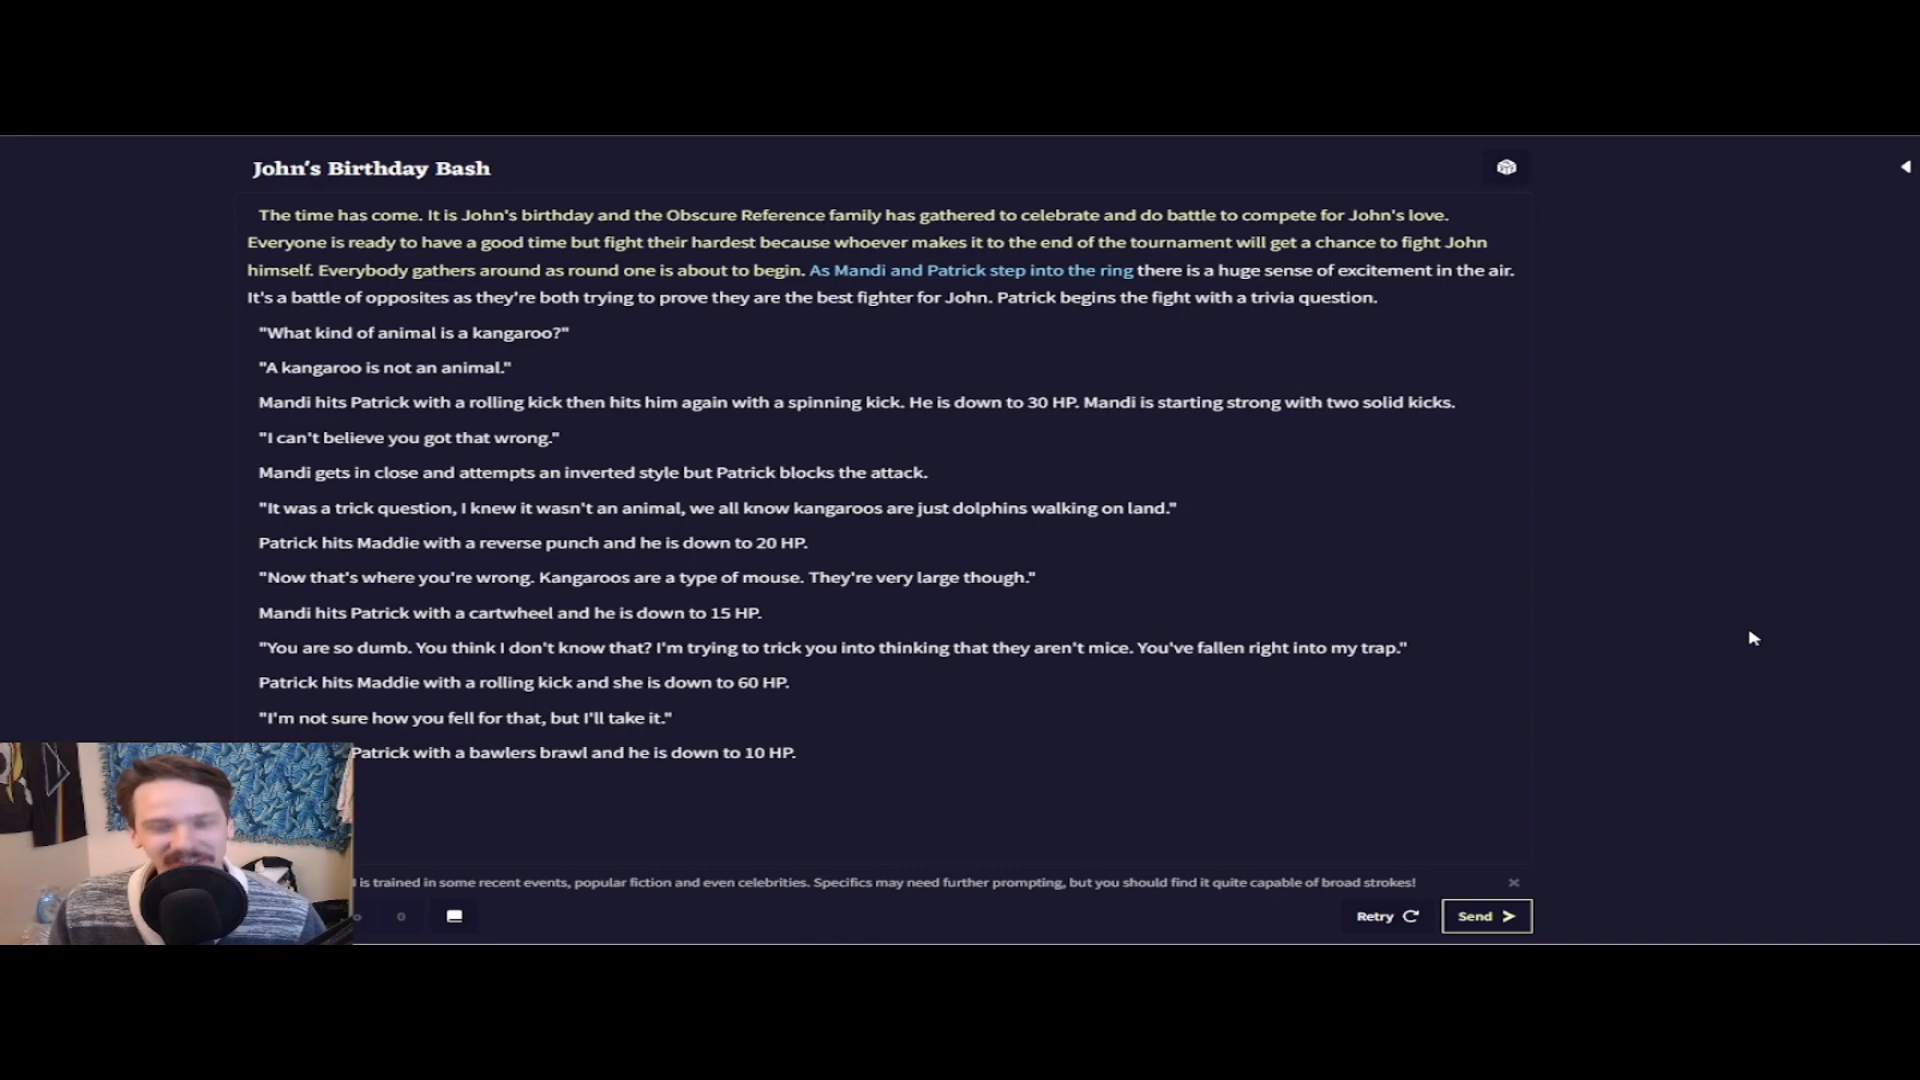 John's Birthday Bash
The time has come. It is John's birthday and the Obscure Reference family has gathered to celebrate and do battle to compete for John's love.
Everyone is ready to have a good time but fight their hardest because whoever makes it to the end of the tournament will get a chance to fight John
himself. Everybody gathers around as round one is about to begin. As Mandi and Patrick step into the ring there is a huge sense of excitement in the air.
It's a battle of opposites as they're both trying to prove they are the best fighter for John. Patrick begins the fight with a trivia question.
"What kind of animal is a kangaroo?"
"A kangaroo is not an animal."
Mandi hits Patrick with a rolling kick then hits him again with a spinning kick. He is down to 30 HP. Mandi is starting strong with two solid kicks.
"I can't believe you got that wrong."
Mandi gets in close and attempts an inverted style but Patrick blocks the attack.
"It was a trick question, I knew it wasn't an animal, we all know kangaroos are just dolphins walking on land."
Patrick hits Maddie with a reverse punch and he is down to 20 HP.
"Now that's where you're wrong. Kangaroos are a type of mouse. They're very large though."
Mandi hits Patrick with a cartwheel and he is down to 15 HP.
"You are so dumb. You think I don't know that? I'm trying to trick you into thinking that they aren't mice. You've fallen right into my trap."
Patrick hits Maddie with a rolling kick and she is down to 60 HP.
"I'm not sure how you fell for that, but I'll take it."
Patrick with a bawlers brawl and he is down to 10 HP.
is trained in some recent events, popular fiction and even celebrities. Specifics may need further prompting, but you should find it quite capable of broad strokes!
0 Retry Send